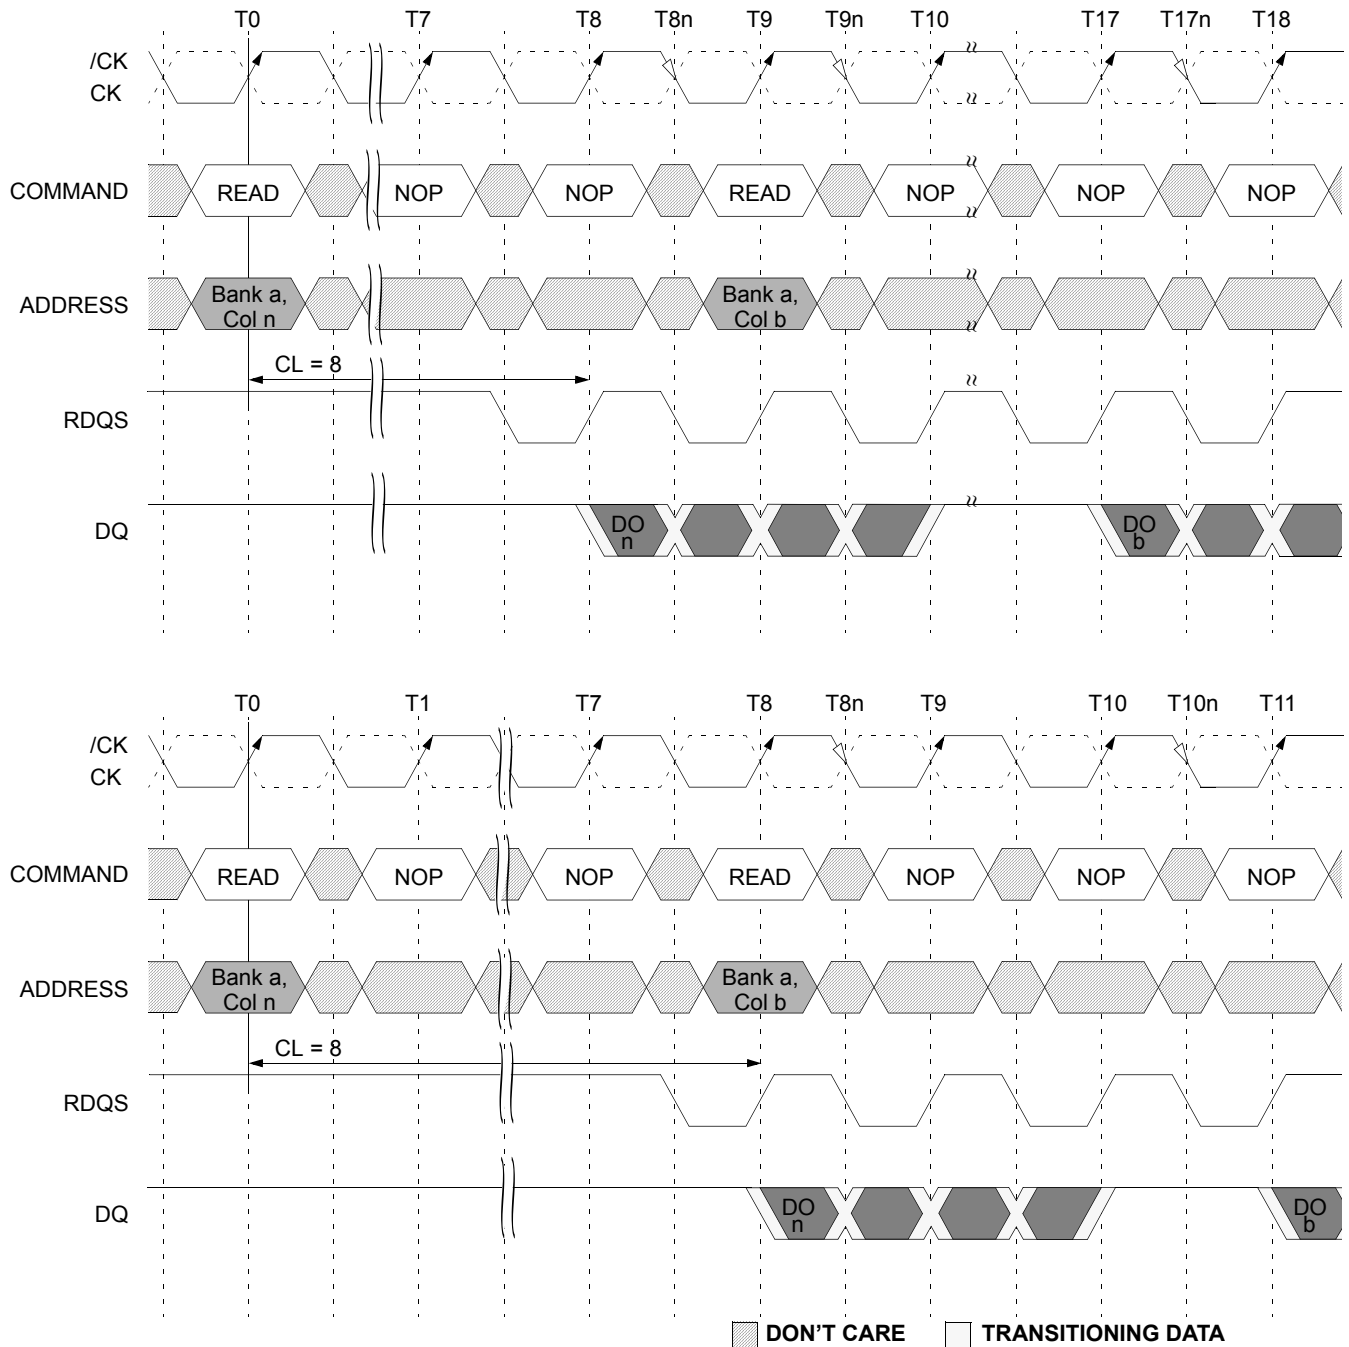 T0 T7 T8 T8n T9 T9n T10 T17 T17n T18
/CK
CK
COMMAND READ NOP NOP READ NOP NOP NOP
ADDRESS Bank a, Col n Bank a, Col b
CL = 8
RDQS
DQ DO n DO b
T0 T1 T7 T8 T8n T9 T10 T10n T11
/CK
CK
COMMAND READ NOP NOP READ NOP NOP NOP
ADDRESS Bank a, Col n Bank a, Col b
CL = 8
RDQS
DQ DO n DO b
DON'T CARE TRANSITIONING DATA